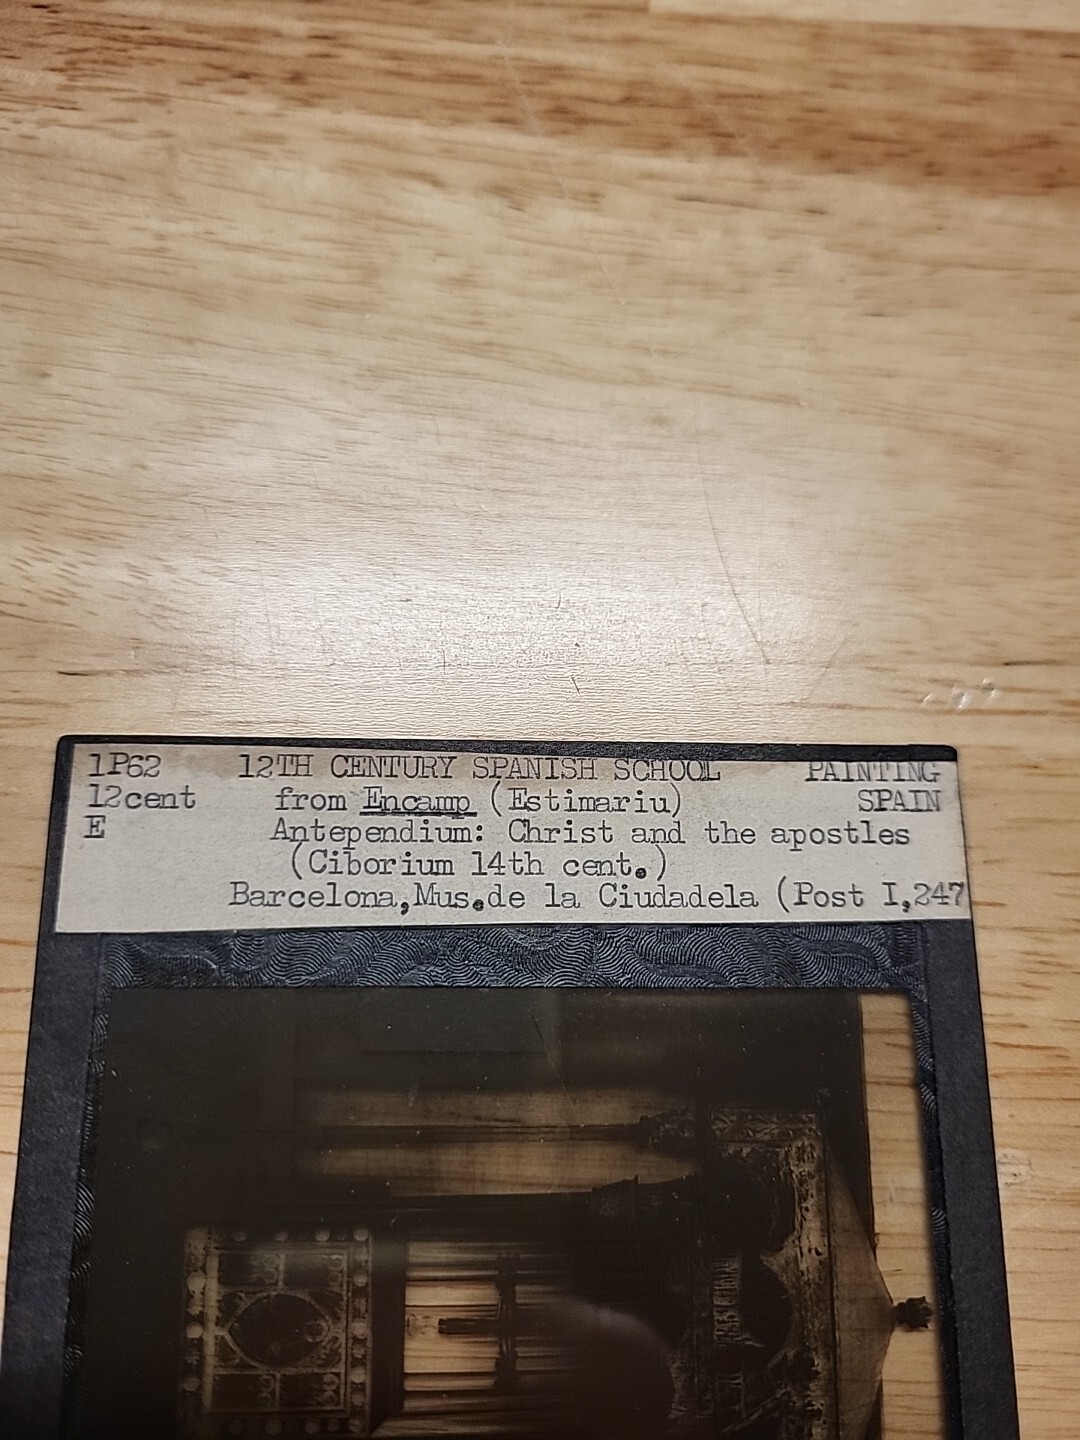 1P62 12TH CENTURY SPANISH SCHOOL PAINTING
12cent from Encamp (Estimariu) SPAIN
E Antependium: Christ and the apostles
(Ciborium 14th cent.)
Barcelona,Mus.de la Ciudadela (Post I,247